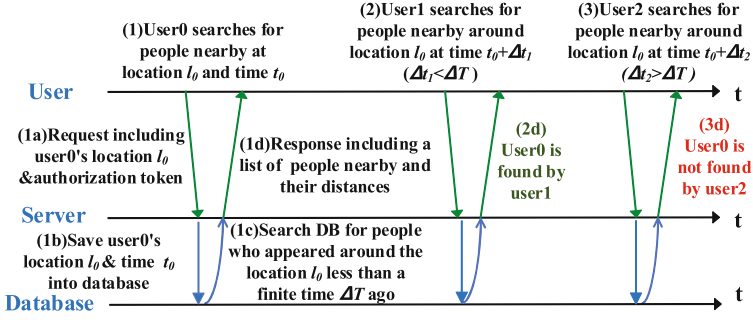 (1)User0 searches for
people nearby at
location l₀ and time t₀
(2)User1 searches for
people nearby around
location l₀ at time t₀+Δt₁
(Δt₁<ΔT )
(3)User2 searches for
people nearby around
location l₀ at time t₀+Δt₂
(Δt₂>ΔT )
User
t
(1a)Request including
user0's location l₀
&authorization token
(1d)Response including a
list of people nearby and
their distances
(2d)
User0 is
found by
user1
(3d)
User0 is
not found
by user2
Server
t
(1b)Save user0's
location l₀ & time t₀
into database
(1c)Search DB for people
who appeared around the
location l₀ less than a
finite time ΔT ago
Database
t